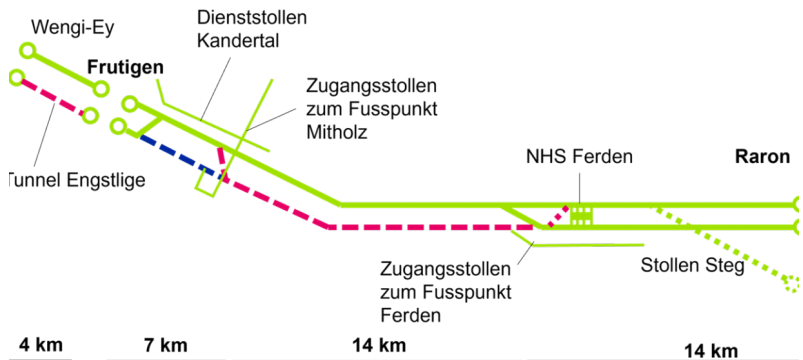 Wengi-Ey
Frutigen
Dienststollen
Kandertal
Zugangsstollen
zum Fusspunkt
Mitholz
Tunnel Engstlige
NHS Ferden
Raron
Zugangsstollen
zum Fusspunkt
Ferden
Stollen Steg
4 km
7 km
14 km
14 km